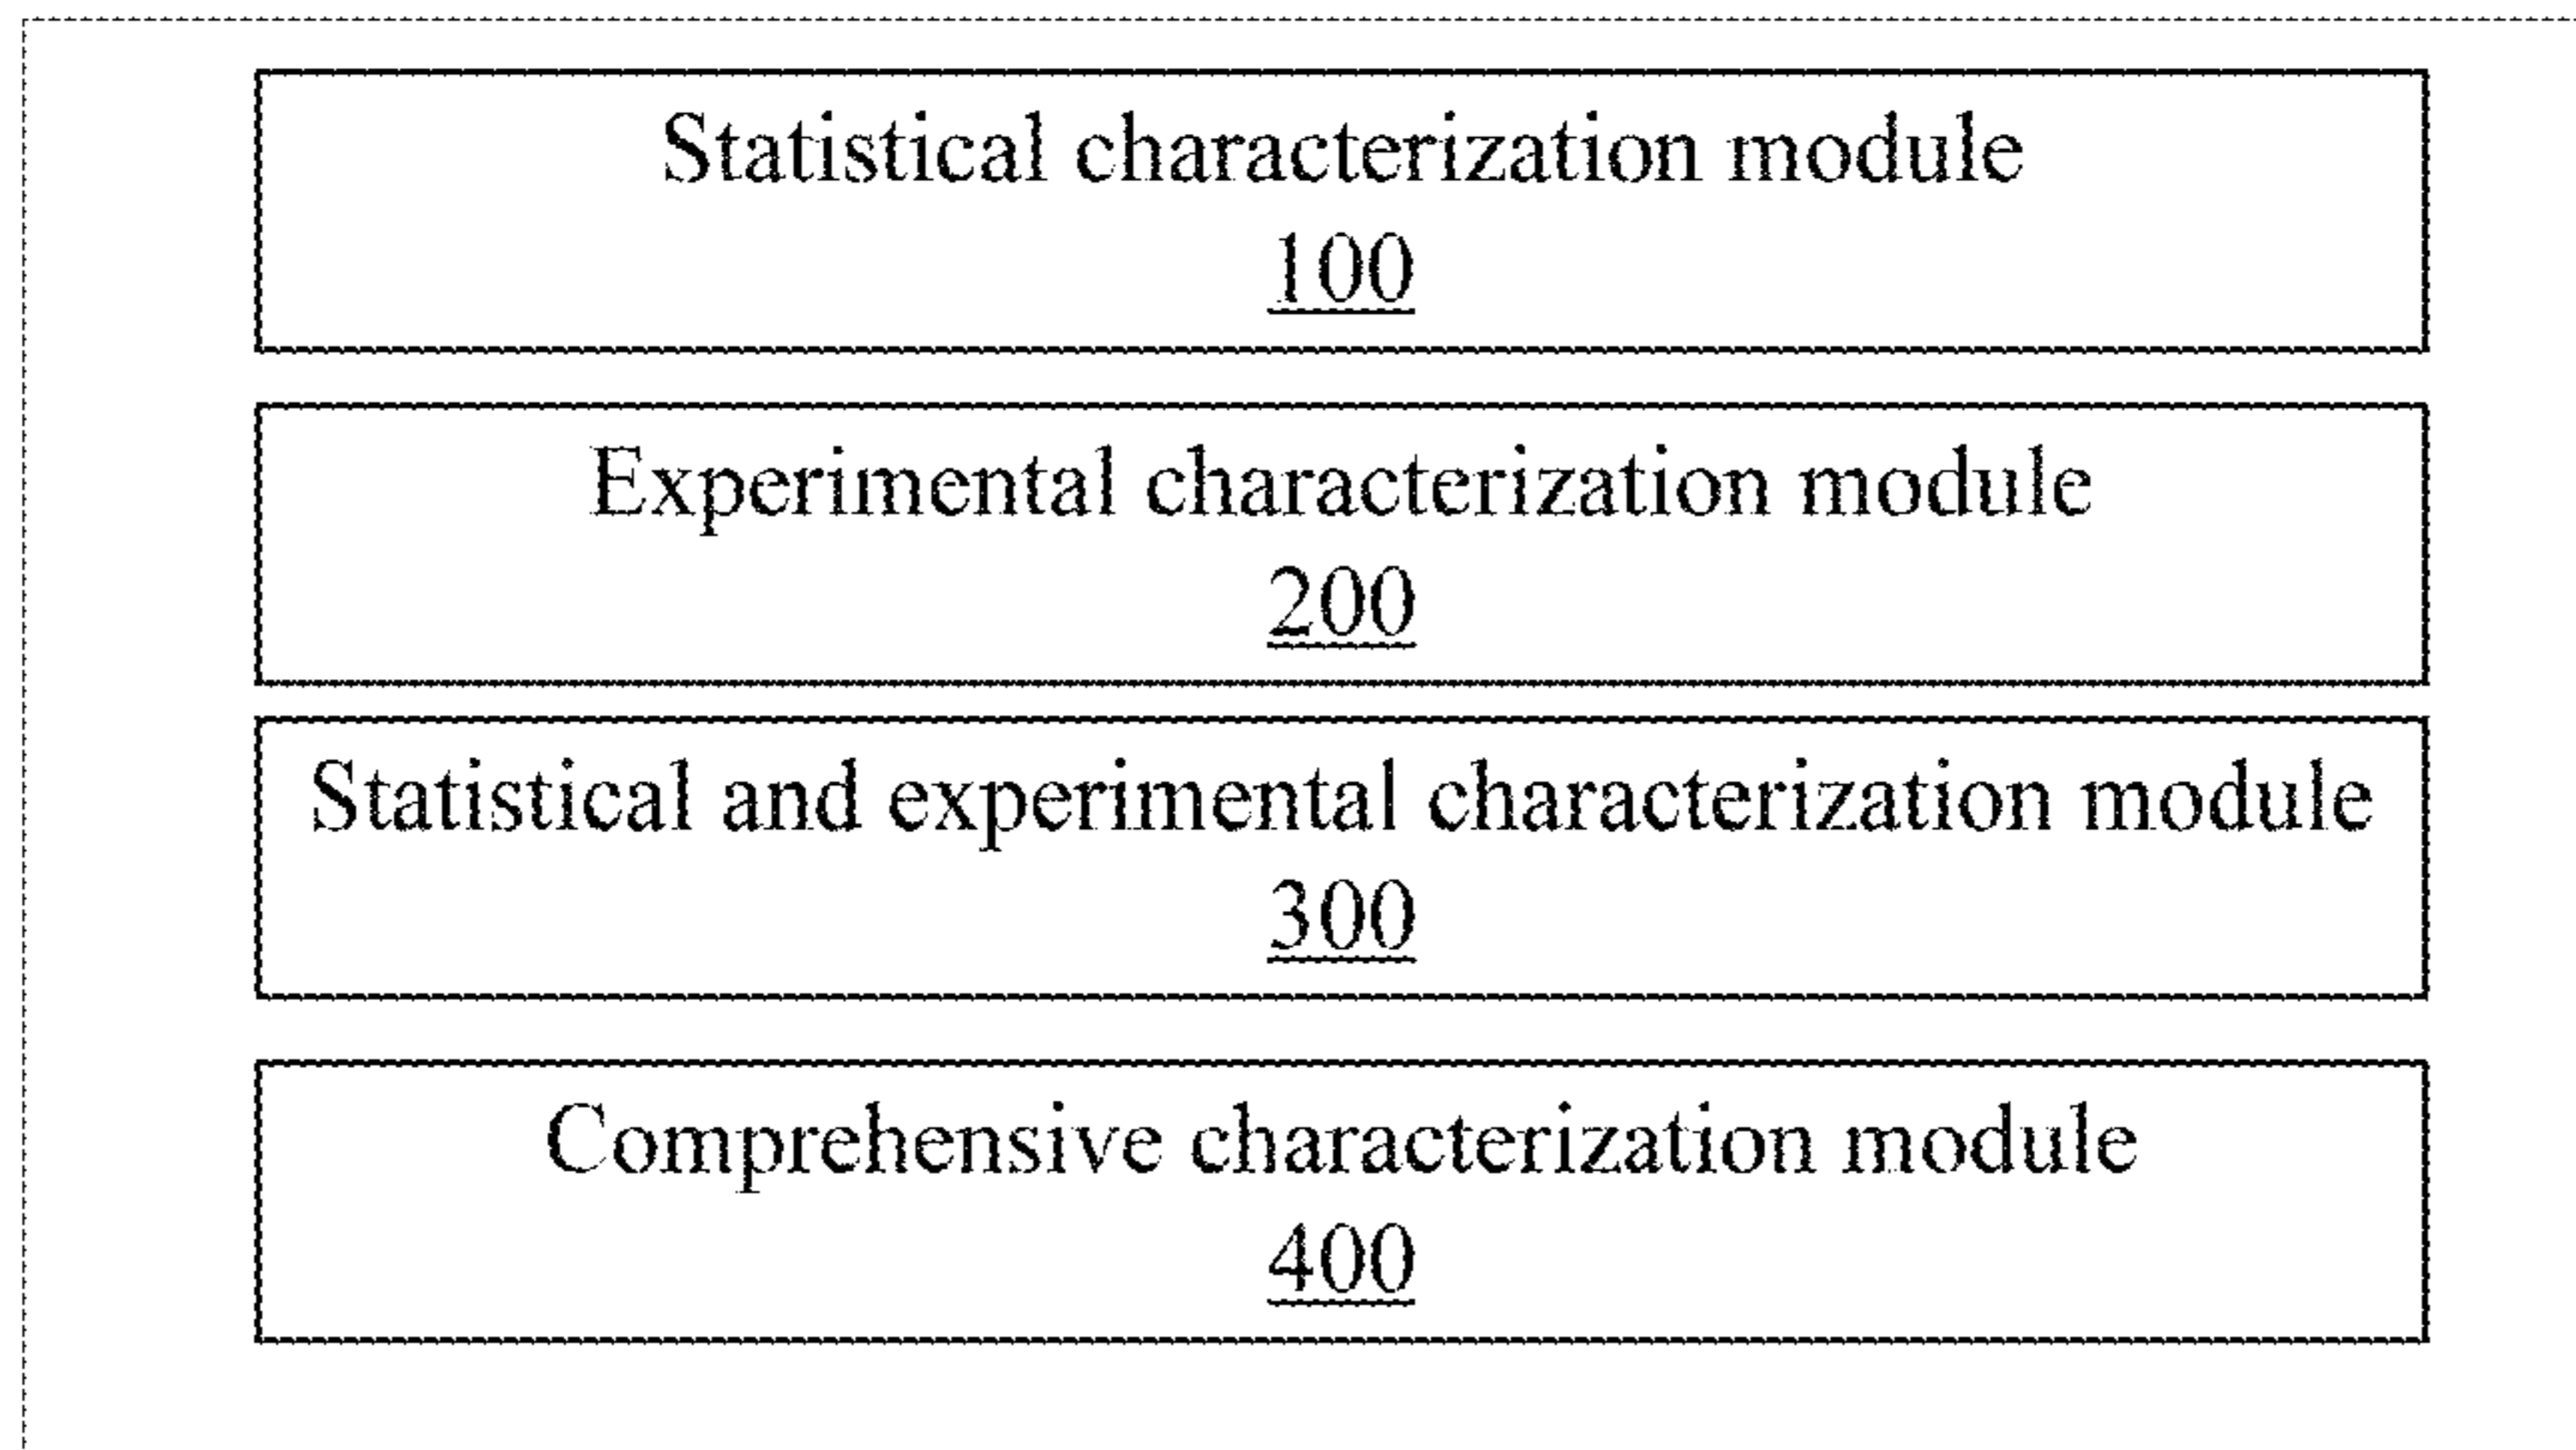 Statistical characterization module
100
Experimental characterization module
200
Statistical and experimental characterization module
300
Comprehensive characterization module
400